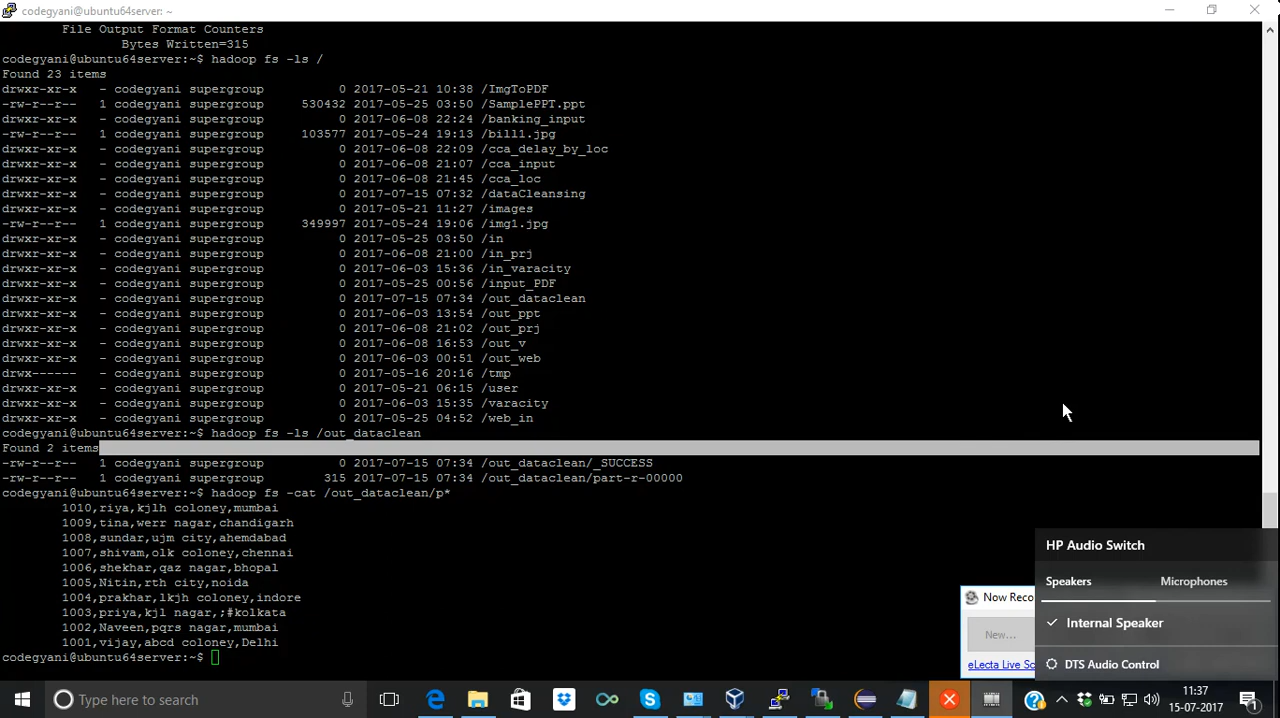 codegyani@ubuntu64server: ~
File Output Format Counters
Bytes Written=315
codegyani@ubuntu64server:~$ hadoop fs -ls /
Found 23 items
drwxr-xr-x   - codegyani supergroup          0 2017-05-21 10:38 /ImgToPDF
-rw-r--r--   1 codegyani supergroup     530432 2017-05-25 03:50 /SamplePPT.ppt
drwxr-xr-x   - codegyani supergroup          0 2017-06-08 22:24 /banking_input
-rw-r--r--   1 codegyani supergroup     103577 2017-05-24 19:13 /bill1.jpg
drwxr-xr-x   - codegyani supergroup          0 2017-06-08 22:09 /cca_delay_by_loc
drwxr-xr-x   - codegyani supergroup          0 2017-06-08 21:07 /cca_input
drwxr-xr-x   - codegyani supergroup          0 2017-06-08 21:45 /cca_loc
drwxr-xr-x   - codegyani supergroup          0 2017-07-15 07:32 /dataCleansing
drwxr-xr-x   - codegyani supergroup          0 2017-05-21 11:27 /images
-rw-r--r--   1 codegyani supergroup     349997 2017-05-24 19:06 /img1.jpg
drwxr-xr-x   - codegyani supergroup          0 2017-05-25 03:50 /in
drwxr-xr-x   - codegyani supergroup          0 2017-06-08 21:00 /in_prj
drwxr-xr-x   - codegyani supergroup          0 2017-06-03 15:36 /in_varacity
drwxr-xr-x   - codegyani supergroup          0 2017-05-25 00:56 /input_PDF
drwxr-xr-x   - codegyani supergroup          0 2017-07-15 07:34 /out_dataclean
drwxr-xr-x   - codegyani supergroup          0 2017-06-03 13:54 /out_ppt
drwxr-xr-x   - codegyani supergroup          0 2017-06-08 21:02 /out_prj
drwxr-xr-x   - codegyani supergroup          0 2017-06-08 16:53 /out_v
drwxr-xr-x   - codegyani supergroup          0 2017-06-03 00:51 /out_web
drwx------   - codegyani supergroup          0 2017-05-16 20:16 /tmp
drwxr-xr-x   - codegyani supergroup          0 2017-05-21 06:15 /user
drwxr-xr-x   - codegyani supergroup          0 2017-06-03 15:35 /varacity
drwxr-xr-x   - codegyani supergroup          0 2017-05-25 04:52 /web_in
codegyani@ubuntu64server:~$ hadoop fs -ls /out_dataclean
Found 2 items
-rw-r--r--   1 codegyani supergroup          0 2017-07-15 07:34 /out_dataclean/_SUCCESS
-rw-r--r--   1 codegyani supergroup        315 2017-07-15 07:34 /out_dataclean/part-r-00000
codegyani@ubuntu64server:~$ hadoop fs -cat /out_dataclean/p*
1010,riya,kjlh coloney,mumbai
1009,tina,werr nagar,chandigarh
1008,sundar,ujm city,ahemdabad
1007,shivam,olk coloney,chennai
1006,shekhar,qaz nagar,bhopal
1005,Nitin,rth city,noida
1004,prakhar,lkjh coloney,indore
1003,priya,kjl nagar,;#kolkata
1002,Naveen,pqrs nagar,mumbai
1001,vijay,abcd coloney,Delhi
codegyani@ubuntu64server:~$
HP Audio Switch
Speakers Microphones
Internal Speaker
DTS Audio Control
Now Reco
New...
eLecta Live Sc
Type here to search
11:37
15-07-2017
1